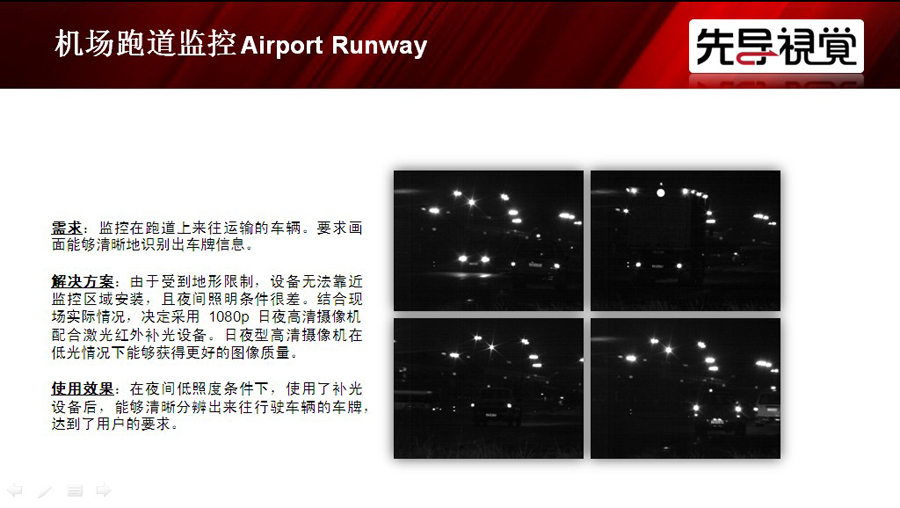 机场跑道监控Airport Runway
先导視覚
需求：监控在跑道上来往运输的车辆。要求画
面能够清晰地识别出车牌信息。
解决方案：由于受到地形限制，设备无法靠近
监控区域安装，且夜间照明条件很差。结合现
场实际情况，决定采用 1080p 日夜高清摄像机
配合激光红外补光设备。日夜型高清摄像机在
低光情况下能够获得更好的图像质量。
使用效果：在夜间低照度条件下，使用了补光
设备后，能够清晰分辨出来往行驶车辆的车牌，
达到了用户的要求。